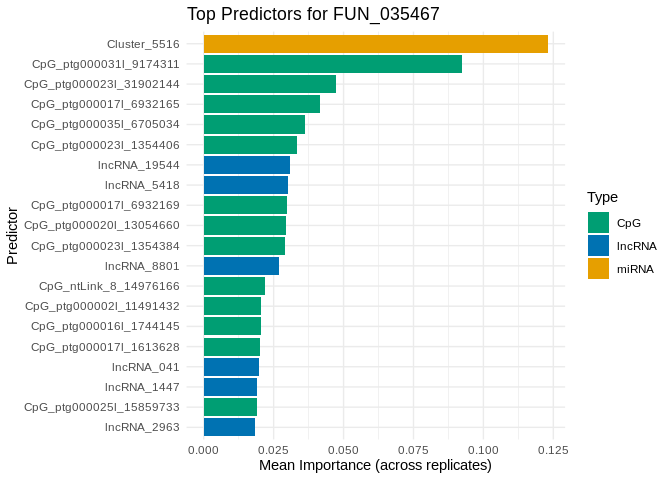 Top Predictors for FUN_035467
Predictor
Cluster_5516
CpG_ptg000031l_9174311
CpG_ptg000023l_31902144
CpG_ptg000017l_6932165
CpG_ptg000035l_6705034
CpG_ptg000023l_1354406
lncRNA_19544
lncRNA_5418
CpG_ptg000017l_6932169
CpG_ptg000020l_13054660
CpG_ptg000023l_1354384
lncRNA_8801
CpG_ntLink_8_14976166
CpG_ptg000002l_11491432
CpG_ptg000016l_1744145
CpG_ptg000017l_1613628
lncRNA_041
lncRNA_1447
CpG_ptg000025l_15859733
lncRNA_2963
0.000 0.025 0.050 0.075 0.100 0.125
Mean Importance (across replicates)
Type
CpG
lncRNA
miRNA